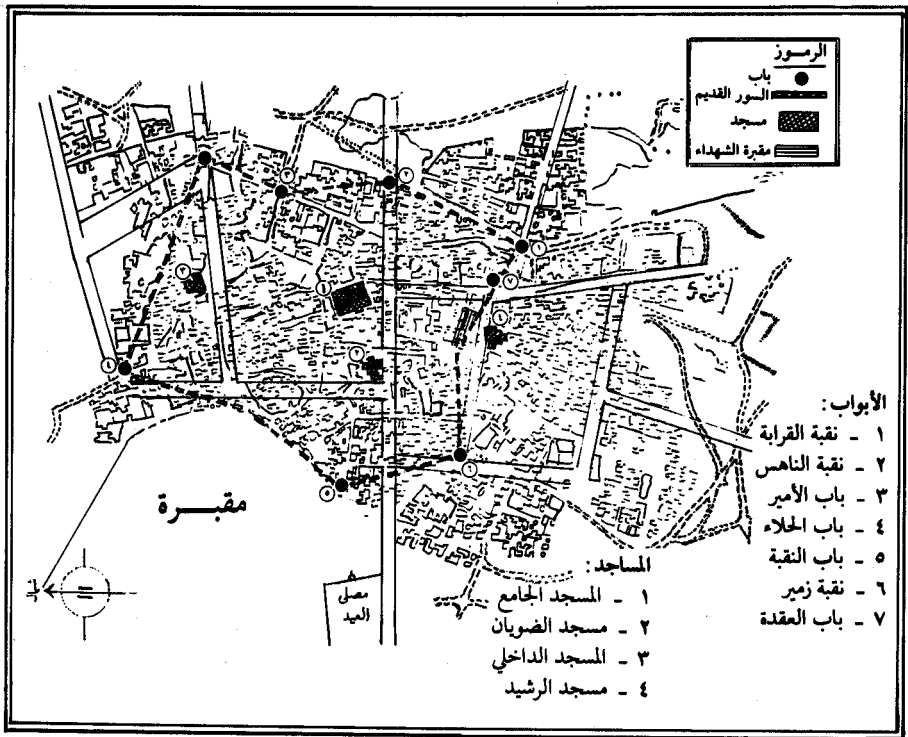 الرمـوز
باب
السور القديم
مسجد
مقبرة الشهداء
الأبواب :
١ ـ نقبة القرابة
٢ ـ نقبة الناهس
٣ ـ باب الأمير
٤ ـ باب الحلاء
٥ ـ باب النقبة
٦ ـ نقبة زمير
٧ ـ باب العقدة
مقبـــرة
مصلى
العيد
المساجد :
١ ـ المسجد الجامع
٢ ـ مسجد الضويان
٣ ـ المسجد الداخلي
٤ ـ مسجد الرشيد